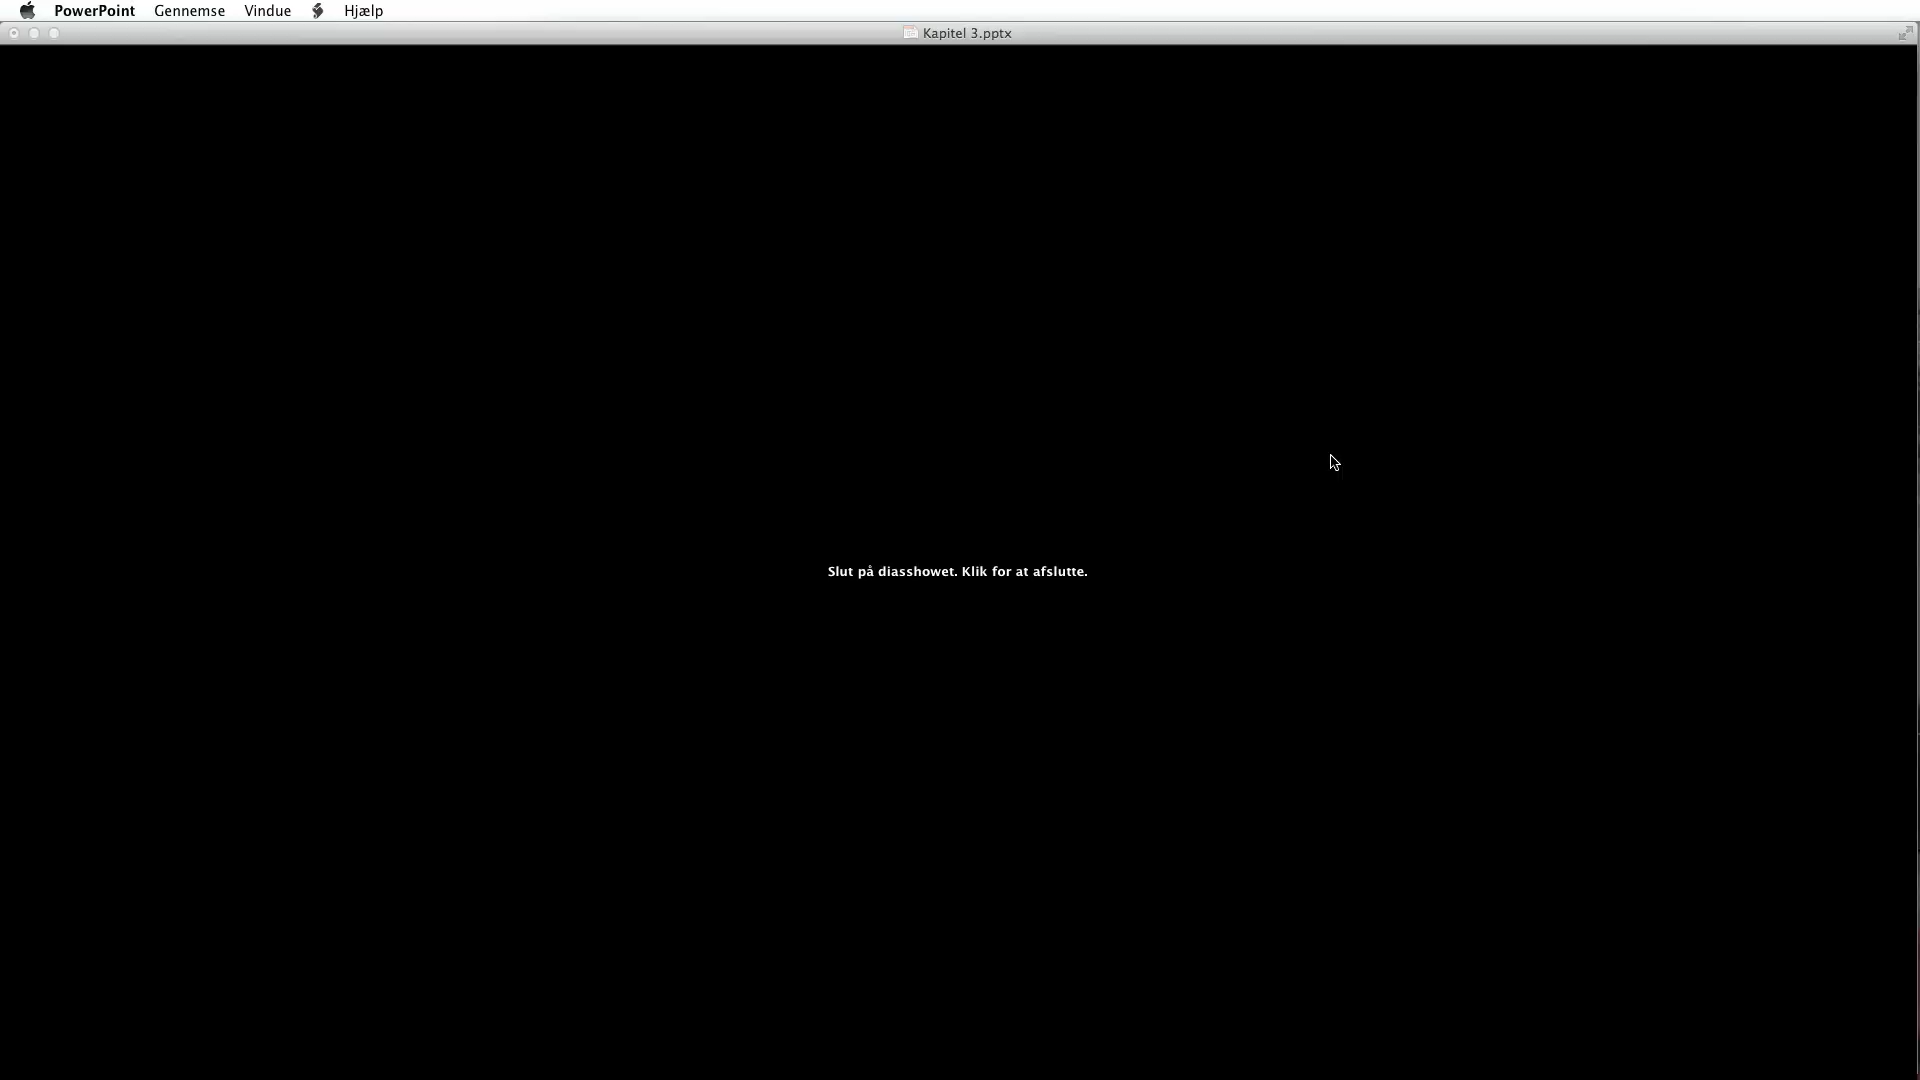 PowerPoint Gennemse Vindue Hjælp
Kapitel 3.pptx
Slut på diasshowet. Klik for at afslutte.